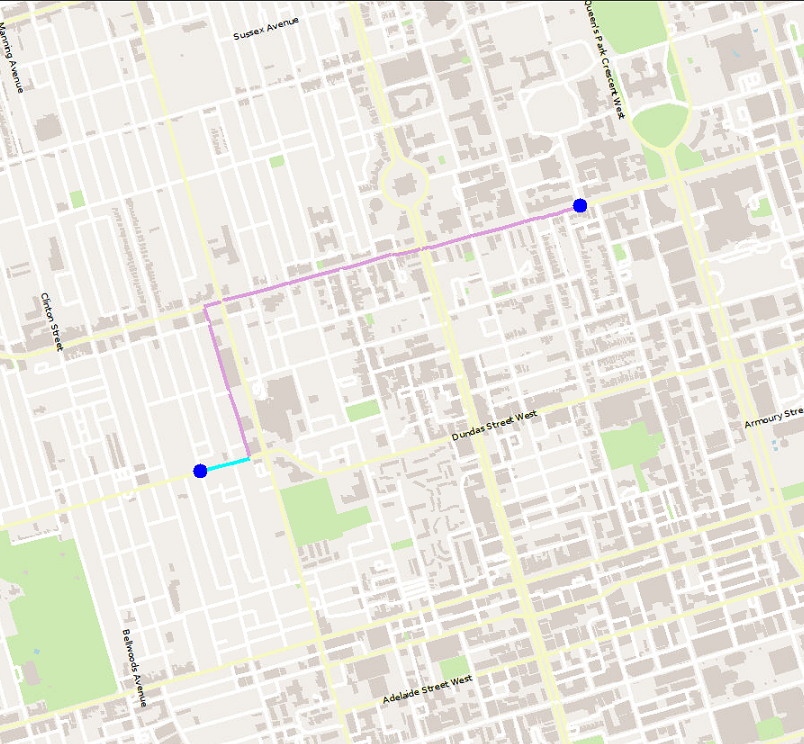 Sussex Avenue
Manning Avenue
Queen's Park Crescent West
Clinton Street
Dundas Street West
Armoury Stre
Bellwoods Avenue
Adelaide Street West